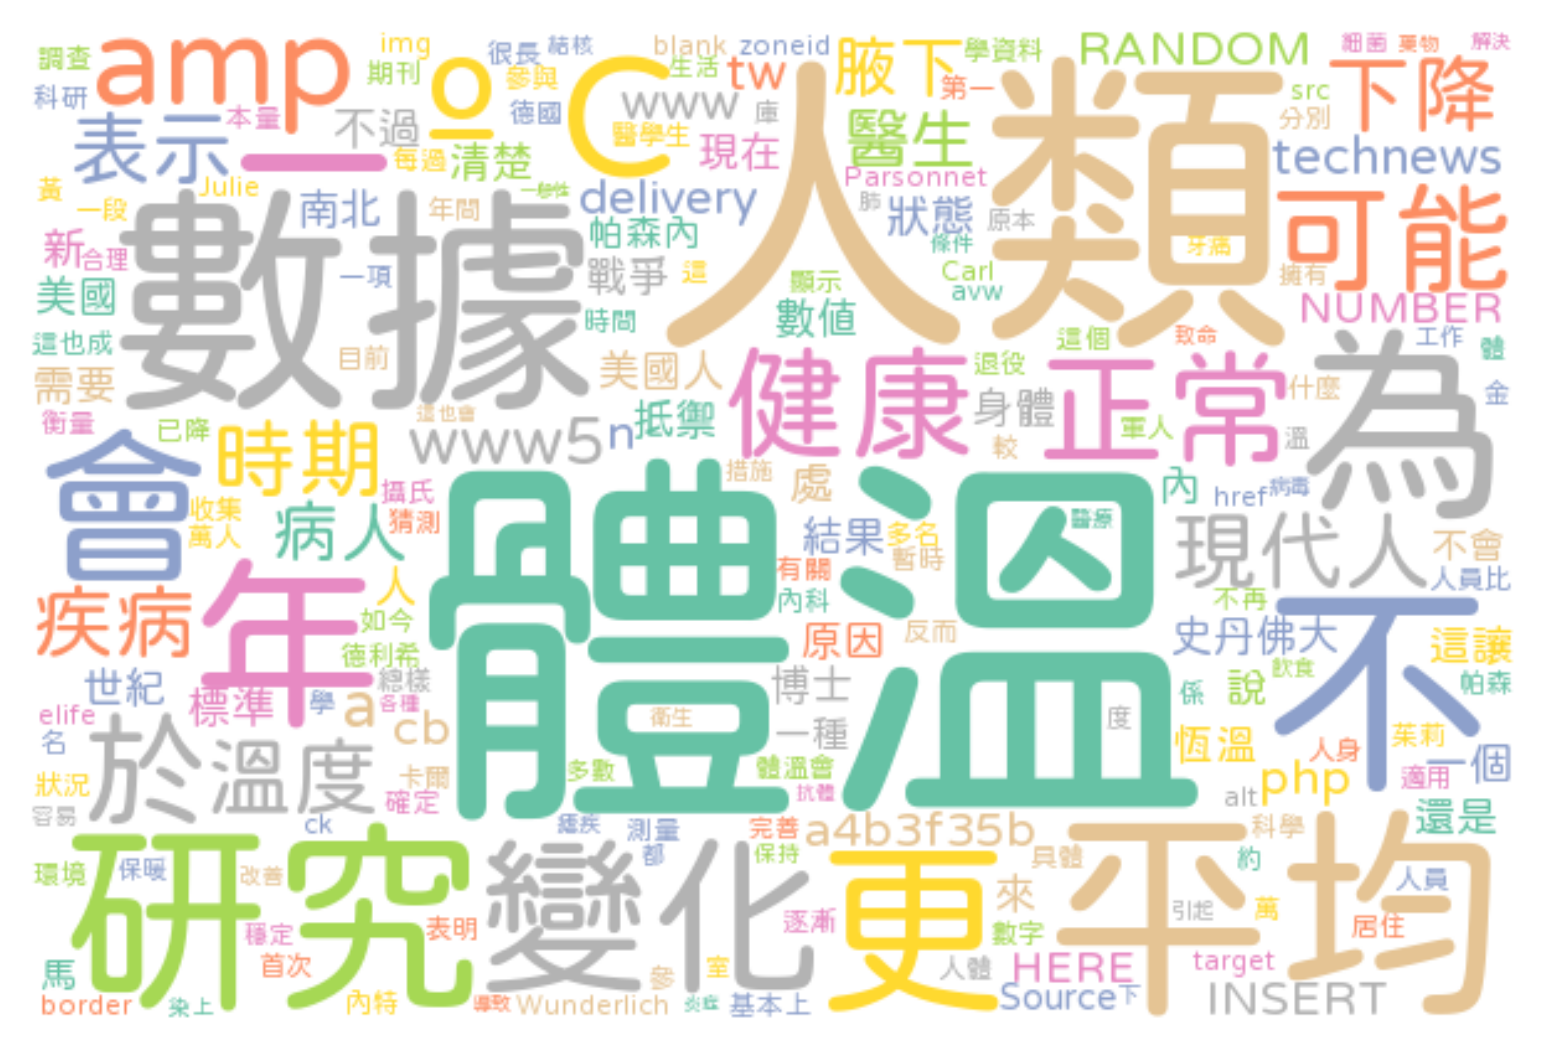 調查
amp
img
很長
結核
blank
zoneid
腋下
學資料
RANDOM
細菌
藥物
解決
科研
期刊
參與
º
C
生活
tw
第一
人類
src
下降
表示
本量
不過
德國
www
庫
醫生
分別
一
每過
清楚
醫學生
現在
technews
黃
Julie
一般性
delivery
Parsonnet
可能
一段
南北
年間
肺
狀態
原本
新
合理
數據
帕森內
條件
牙痛
美國
一項
戰爭
這
顯示
Carl
擁有
avw
NUMBER
時間
數值
這也成
目前
這個
致命
工作
體
需要
美國人
健康
退役
正常
什麼
為
金
衡量
已降
這也會
抵禦
身體
軍人
溫
時期
www5
n
較
會
攝氏
措施
處
內
href
病毒
收集
病人
猜測
體溫
結果
多名
醫療
現代人
不會
萬人
暫時
人員比
疾病
年
人
有關
內科
不再
不
如今
原因
反而
史丹佛大
這讓
德利希
世紀
總樣
博士
飲食
帕森
標準
學
a
各種
衛生
係
說
elife
cb
一種
度
名
於
溫度
恆溫
人身
茱莉
一個
狀況
卡爾
多數
體溫會
php
適用
確定
抗體
alt
容易
ck
瘧疾
測量
完善
a4b3f35b
科學
還是
研究
變化
都
保持
更
具體
平均
約
環境
保暖
改善
來
人員
穩定
表明
逐漸
數字
引起
萬
居住
馬
首次
參
室
人體
HERE
target
border
染上
內特
導致
Wunderlich
炎症
基本上
Source
下
INSERT